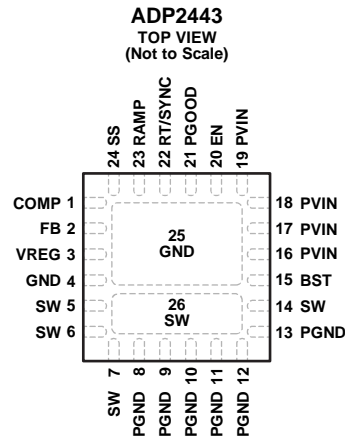 ADP2443
TOP VIEW
(Not to Scale)
24 SS
23 RAMP
22 RT/SYNC
21 PGOOD
20 EN
19 PVIN
COMP 1
FB 2
VREG 3
GND 4
SW 5
SW 6
25
GND
26
SW
18 PVIN
17 PVIN
16 PVIN
15 BST
14 SW
13 PGND
SW 7
PGND 8
PGND 9
PGND 10
PGND 11
PGND 12